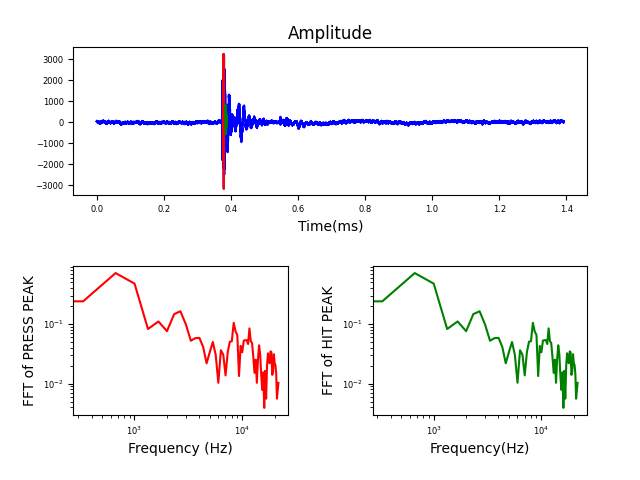 Amplitude
3000
2000
1000
0
−1000
−2000
−3000
0.0 0.2 0.4 0.6 0.8 1.0 1.2 1.4
Time(ms)
FFT of PRESS PEAK
10⁻¹
10⁻²
10³ 10⁴
Frequency (Hz)
FFT of HIT PEAK
10⁻¹
10⁻²
10³ 10⁴
Frequency(Hz)